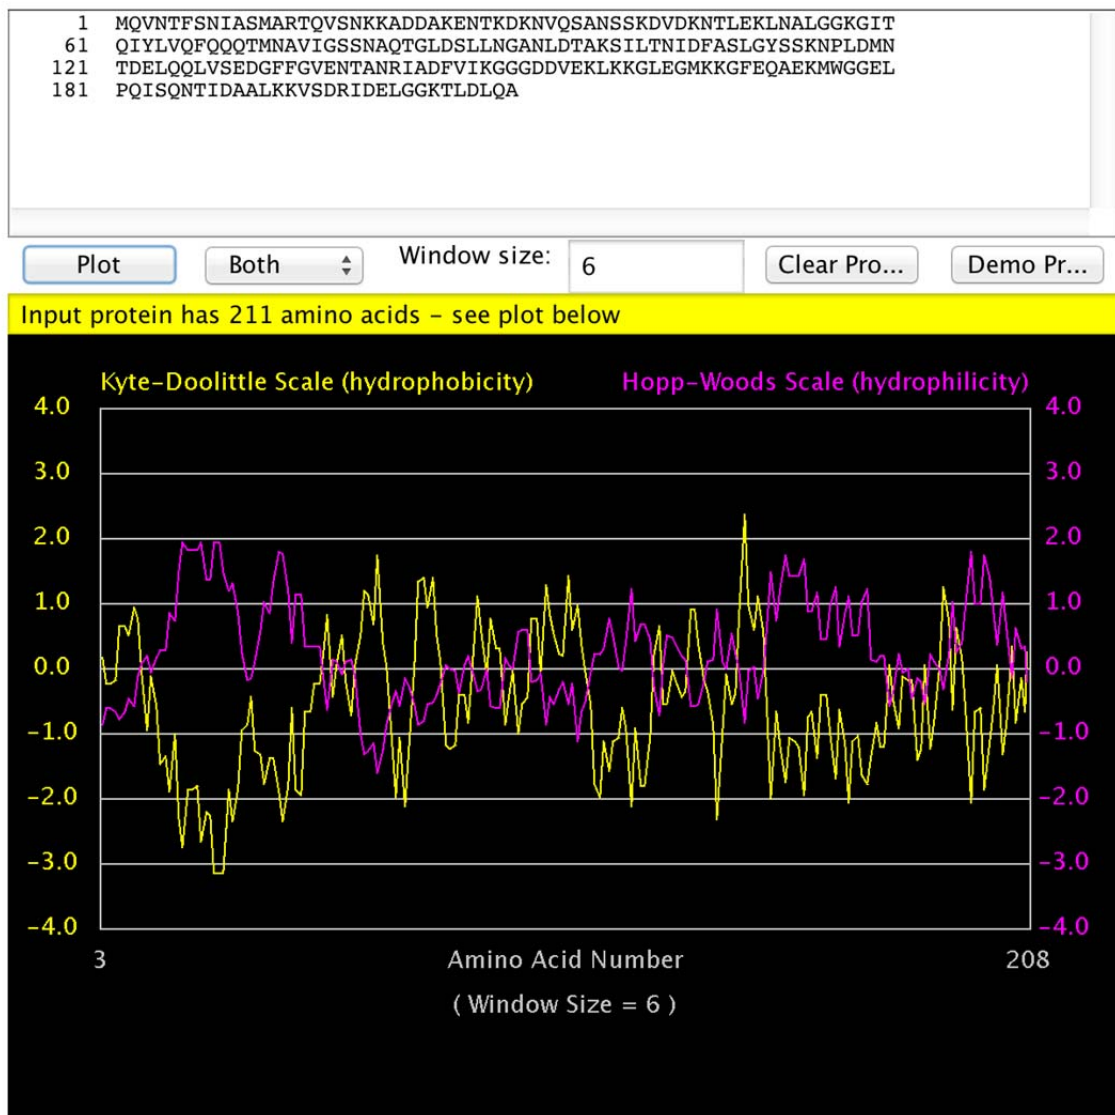 1 MQVNTFSNIASMARTQVSNKKADDAKENTKDKNVQSANSSKDVDKNTLEKLNALGGKGIT
61 QIYLVQFQQQTMNAVIGSSNAQTGLDSLLNGANLDTAKSILTNIDFASLGYSSKNPLDMN
121 TDELQQLVSEDGFFGVENTANRIADFVIKGGGDDVEKLKKGLEGMKKGFEQAEKMWGGEL
181 PQISQNTIDAALKKVSDRIDELGGKTLDLQA
Plot Both Window size: 6 Clear Pro... Demo Pr...
Input protein has 211 amino acids – see plot below
Kyte–Doolittle Scale (hydrophobicity) Hopp–Woods Scale (hydrophilicity)
4.0 4.0
3.0 3.0
2.0 2.0
1.0 1.0
0.0 0.0
-1.0 -1.0
-2.0 -2.0
-3.0 -3.0
-4.0 -4.0
3 Amino Acid Number 208
( Window Size = 6 )